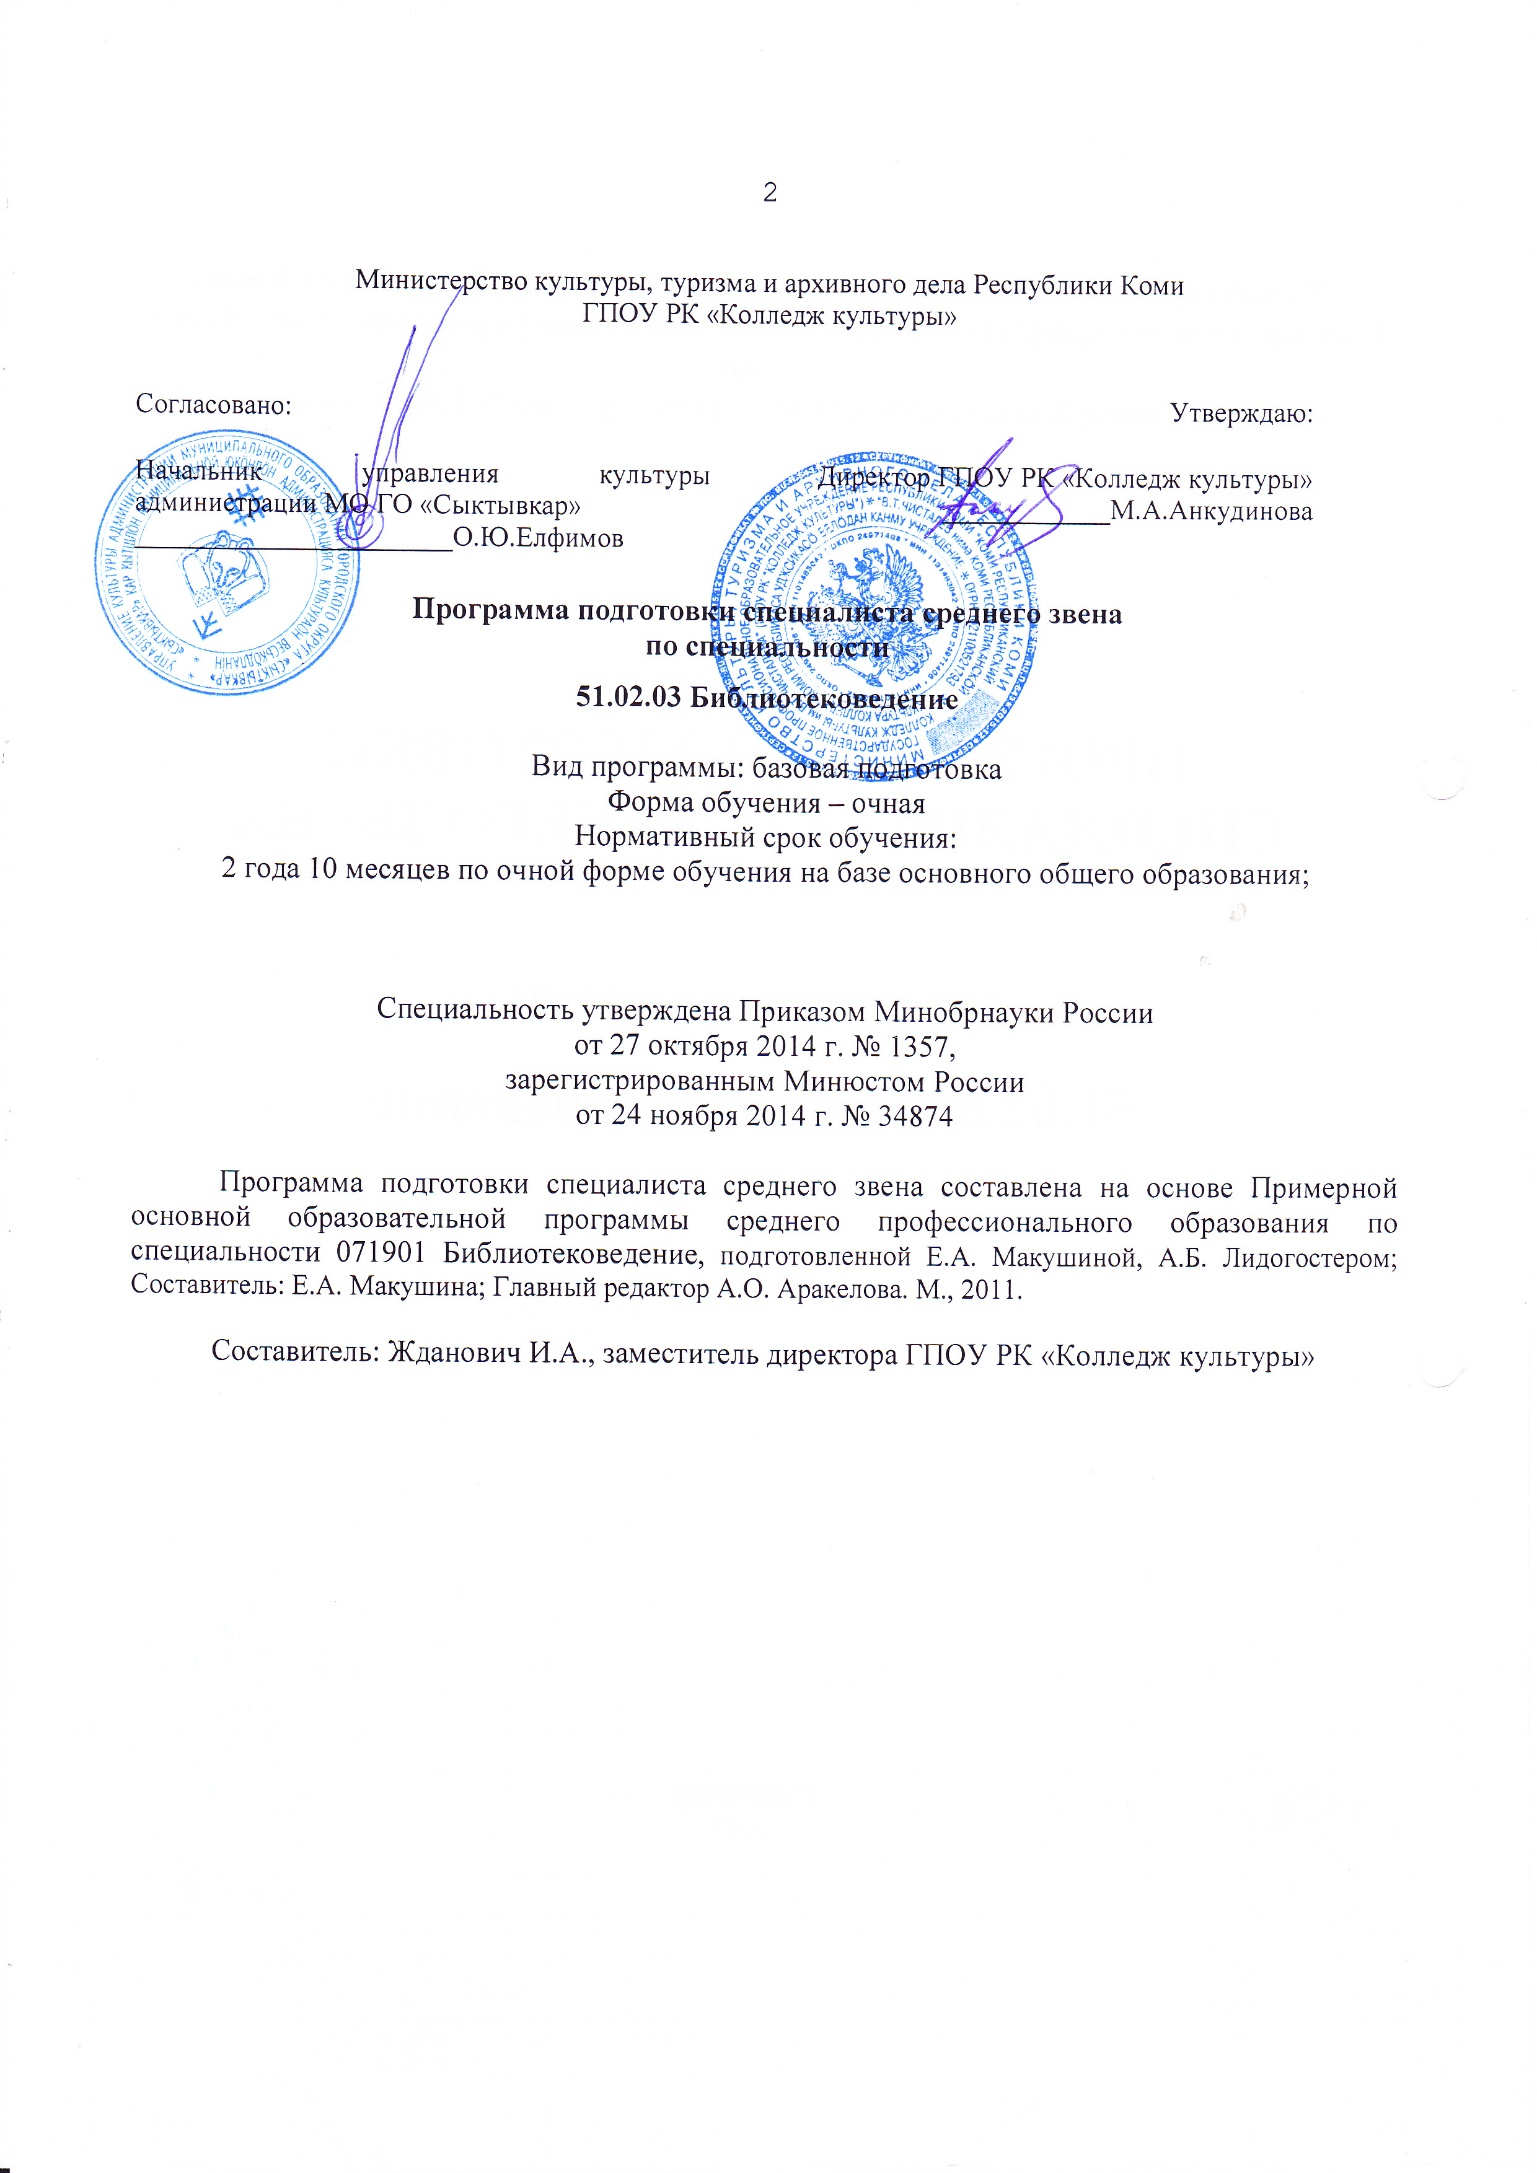 2
Министерство культуры, туризма и архивного дела Республики Коми
ГПОУ РК «Колледж культуры»
Согласовано:
Утверждаю:
Начальник управления культуры
администрации МО ГО «Сыктывкар»
О.Ю.Елфимов
Директор ГПОУ РК «Колледж культуры»
М.А.Анкудинова
Программа подготовки специалиста среднего звена
по специальности
51.02.03 Библиотековедение
Вид программы: базовая подготовка
Форма обучения – очная
Нормативный срок обучения:
2 года 10 месяцев по очной форме обучения на базе основного общего образования;
Специальность утверждена Приказом Минобрнауки России
от 27 октября 2014 г. № 1357,
зарегистрированным Минюстом России
от 24 ноября 2014 г. № 34874
Программа подготовки специалиста среднего звена составлена на основе Примерной
основной образовательной программы среднего профессионального образования по
специальности 071901 Библиотековедение, подготовленной Е.А. Макушиной, А.Б. Лидогостером;
Составитель: Е.А. Макушина; Главный редактор А.О. Аракелова. М., 2011.
Составитель: Жданович И.А., заместитель директора ГПОУ РК «Колледж культуры»